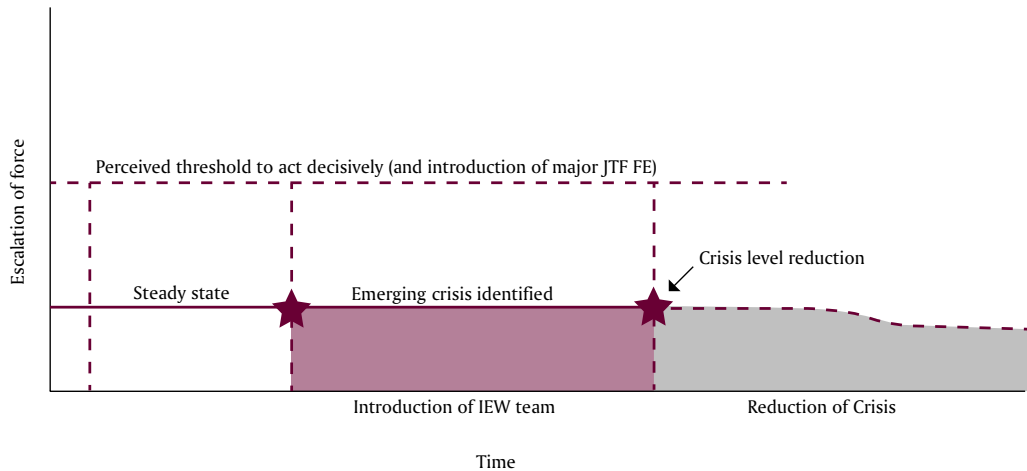 Escalation of force
Perceived threshold to act decisively (and introduction of major JTF FE)
Crisis level reduction
Steady state
Emerging crisis identified
Introduction of IEW team
Reduction of Crisis
Time